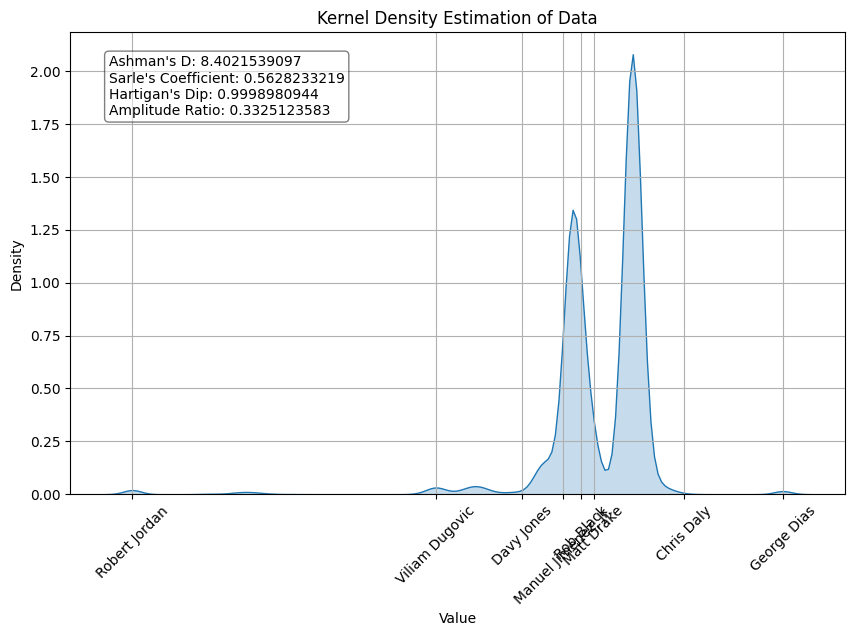 Kernel Density Estimation of Data
Ashman's D: 8.4021539097
Sarle's Coefficient: 0.5628233219
Hartigan's Dip: 0.9998980944
Amplitude Ratio: 0.3325123583
Density
2.00
1.75
1.50
1.25
1.00
0.75
0.50
0.25
0.00
Robert Jordan
Viliam Dugovic
Davy Jones
Manuel
Rob Black
Matt Drake
Chris Daly
George Dias
Value